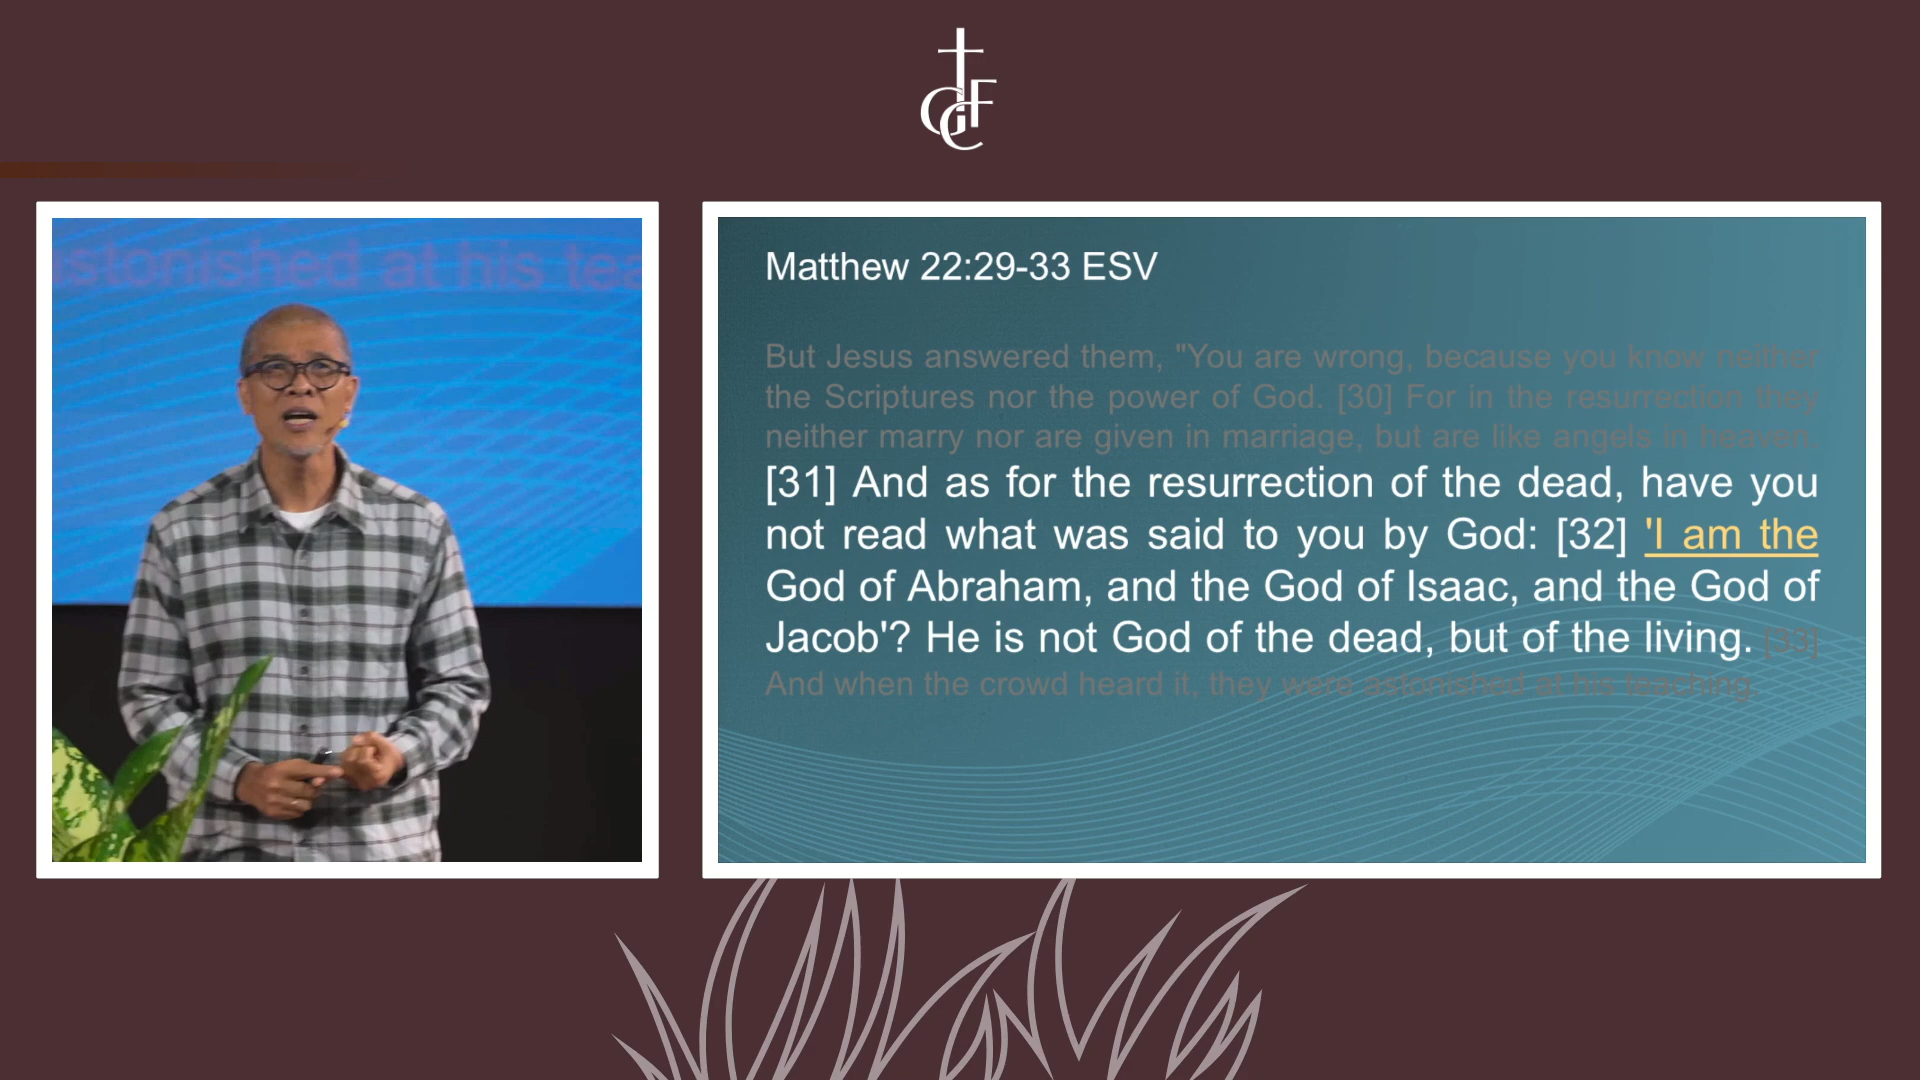 GCF
astonished at his tea
Matthew 22:29-33 ESV
But Jesus answered them, "You are wrong, because you know neither
the Scriptures nor the power of God. [30] For in the resurrection they
neither marry nor are given in marriage, but are like angels in heaven.
[31] And as for the resurrection of the dead, have you
not read what was said to you by God: [32] 'I am the
God of Abraham, and the God of Isaac, and the God of
Jacob'? He is not God of the dead, but of the living. [33]
And when the crowd heard it, they were astonished at his teaching.